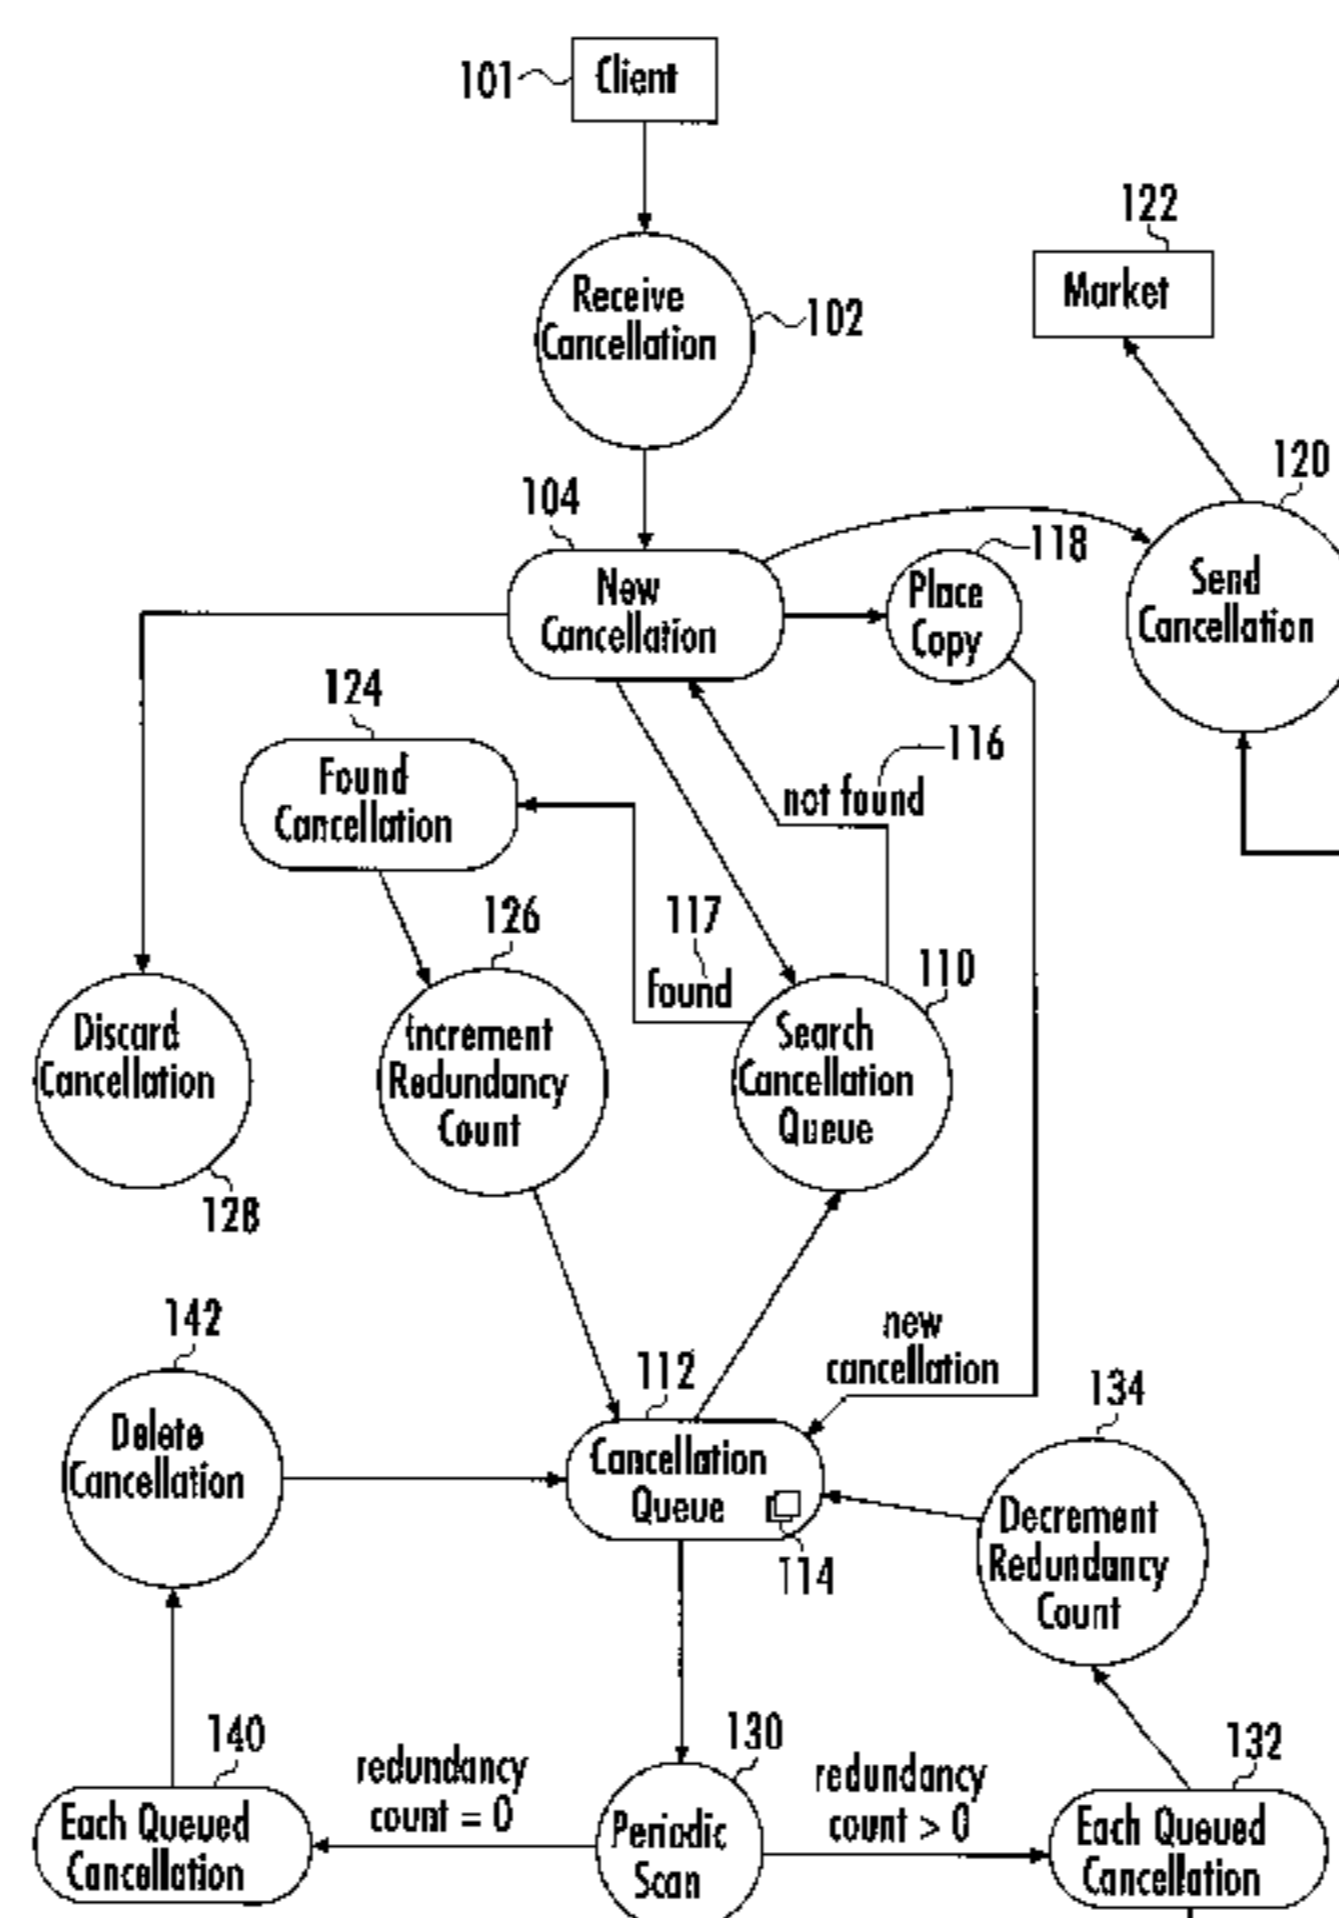 101
Client
122
Market
Receive
Cancellation
102
120
104
118
New
Cancellation
Place
Copy
Send
Cancellation
124
116
Found
Cancellation
not found
126
117
110
found
Discard
Cancellation
Increment
Redundancy
Count
Search
Cancellation
Queue
128
142
new
cancellation
112
134
Delete
Cancellation
Cancellation
Queue
114
Decrement
Redundancy
Count
140
redundancy
count = 0
130
redundancy
count > 0
132
Each Queued
Cancellation
Periodic
Scan
Each Queued
Cancellation